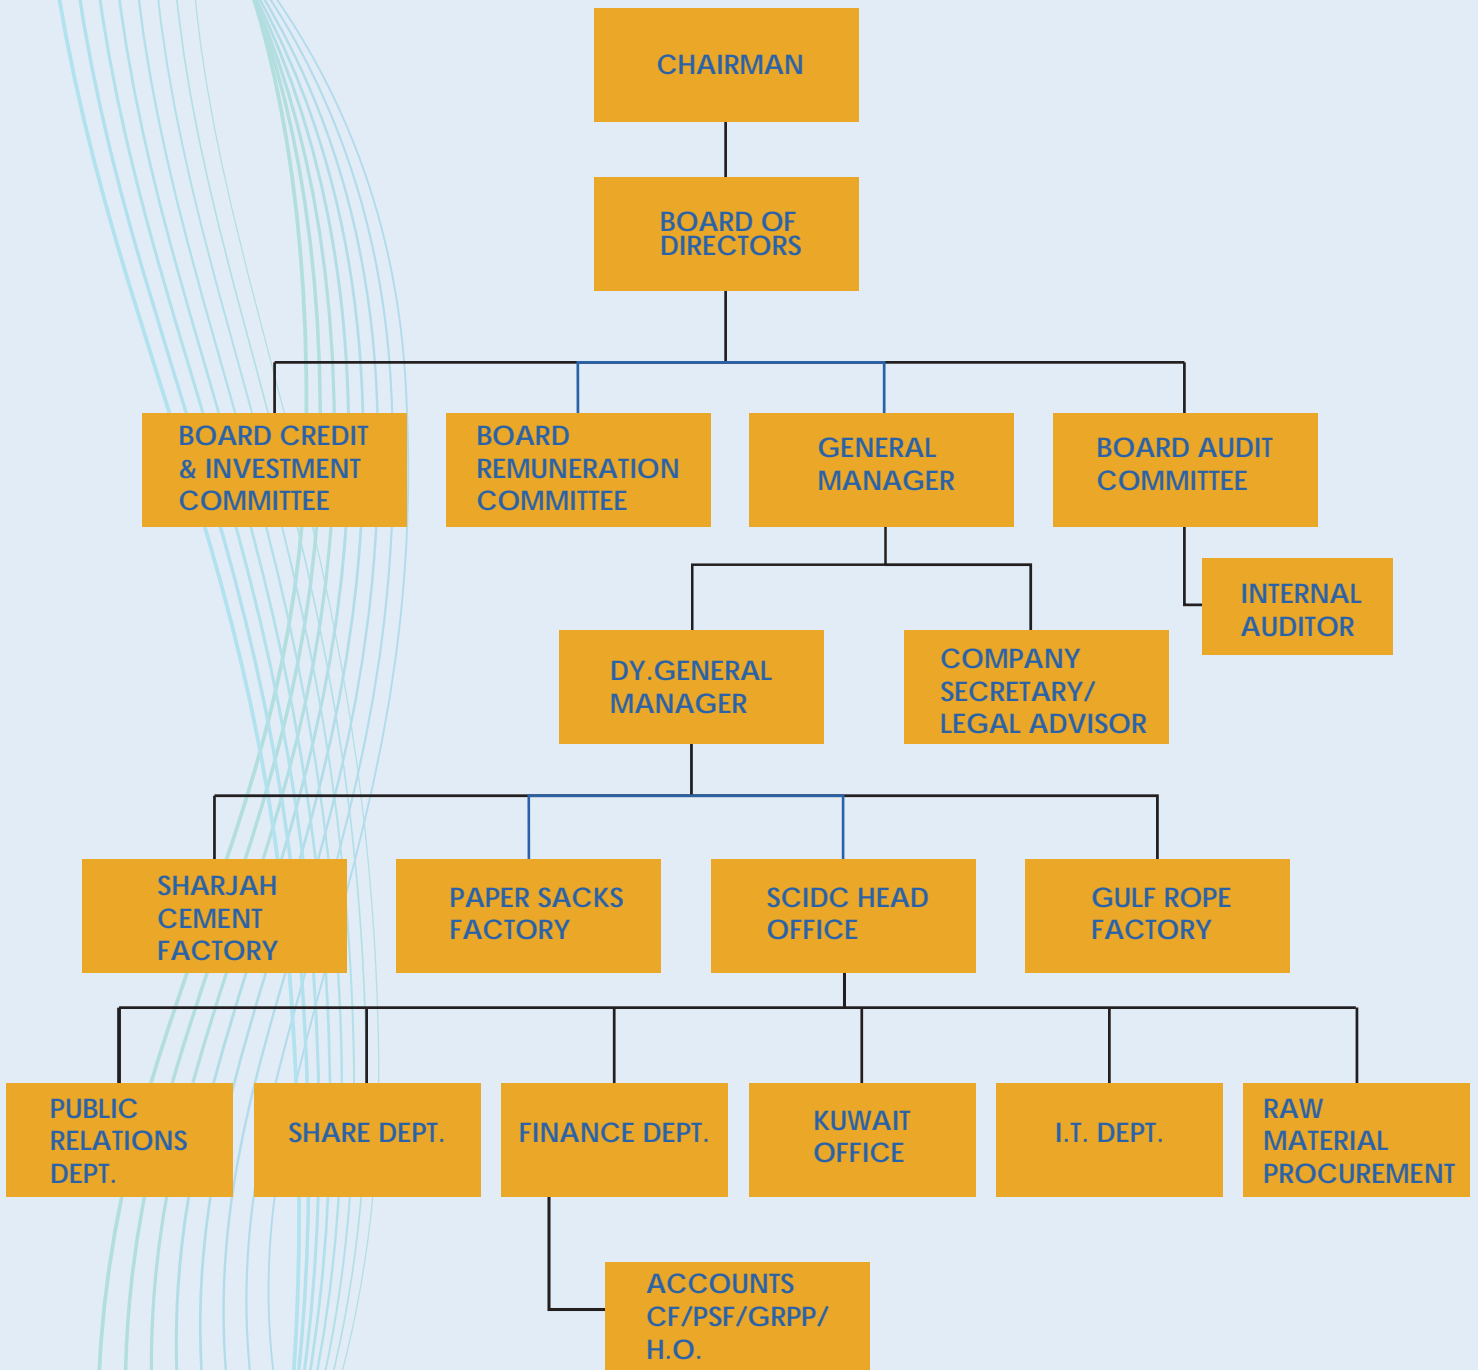 CHAIRMAN
BOARD OF
DIRECTORS
BOARD CREDIT
& INVESTMENT
COMMITTEE
BOARD
REMUNERATION
COMMITTEE
GENERAL
MANAGER
BOARD AUDIT
COMMITTEE
INTERNAL
AUDITOR
DY.GENERAL
MANAGER
COMPANY
SECRETARY/
LEGAL ADVISOR
SHARJAH
CEMENT
FACTORY
PAPER SACKS
FACTORY
SCIDC HEAD
OFFICE
GULF ROPE
FACTORY
PUBLIC
RELATIONS
DEPT.
SHARE DEPT.
FINANCE DEPT.
KUWAIT
OFFICE
I.T. DEPT.
RAW
MATERIAL
PROCUREMENT
ACCOUNTS
CF/PSF/GRPP/
H.O.